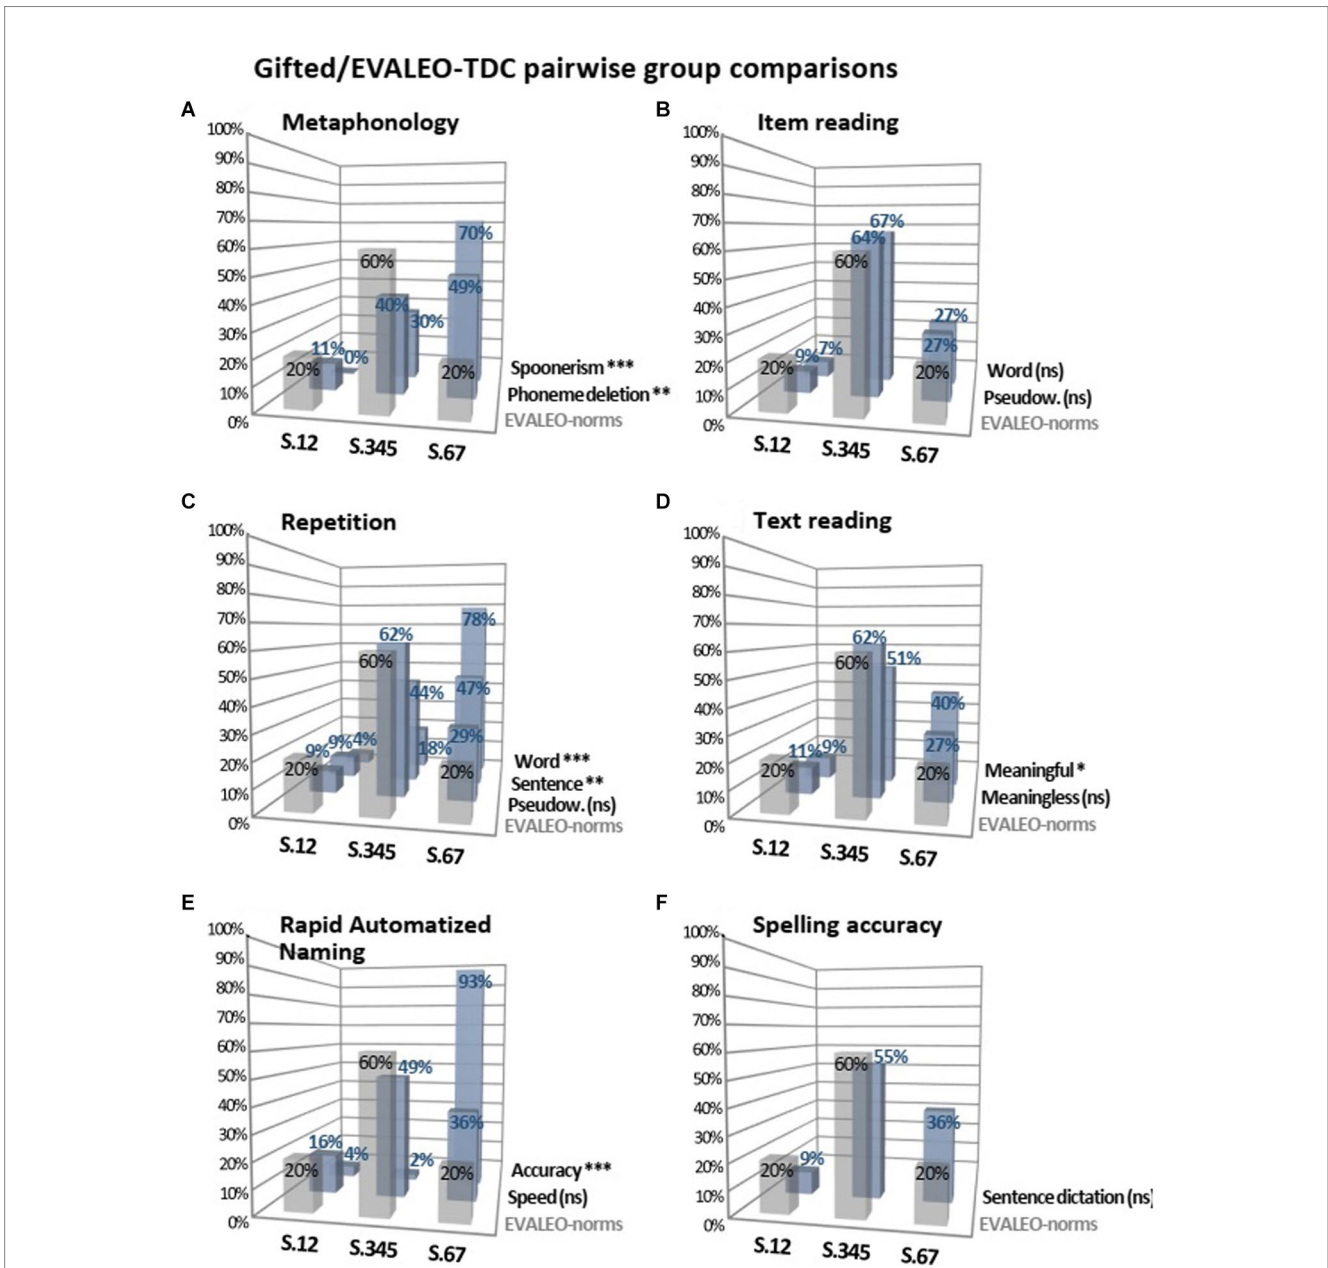 Gifted/EVALEO-TDC pairwise group comparisons
A
Metaphonology
100%
90%
80%
70%
60%
50%
40%
30%
20%
10%
0%
20%
11%
0%
60%
40%
30%
70%
49%
20%
Spoonerism ***
Phoneme deletion **
EVALEO-norms
S.12
S.345
S.67
B
Item reading
100%
90%
80%
70%
60%
50%
40%
30%
20%
10%
0%
20%
9%
7%
67%
64%
60%
27%
27%
20%
Word (ns)
Pseudow. (ns)
EVALEO-norms
S.12
S.345
S.67
C
Repetition
100%
90%
80%
70%
60%
50%
40%
30%
20%
10%
0%
20%
9%
9%
4%
62%
60%
44%
18%
78%
47%
29%
20%
Word ***
Sentence **
Pseudow. (ns)
EVALEO-norms
S.12
S.345
S.67
D
Text reading
100%
90%
80%
70%
60%
50%
40%
30%
20%
10%
0%
20%
11%
9%
62%
60%
51%
40%
27%
20%
Meaningful *
Meaningless (ns)
EVALEO-norms
S.12
S.345
S.67
E
Rapid Automatized
Naming
100%
90%
80%
70%
60%
50%
40%
30%
20%
10%
0%
20%
16%
4%
60%
49%
2%
93%
36%
20%
Accuracy ***
Speed (ns)
EVALEO-norms
S.12
S.345
S.67
F
Spelling accuracy
100%
90%
80%
70%
60%
50%
40%
30%
20%
10%
0%
20%
9%
60%
55%
36%
20%
Sentence dictation (ns)
EVALEO-norms
S.12
S.345
S.67